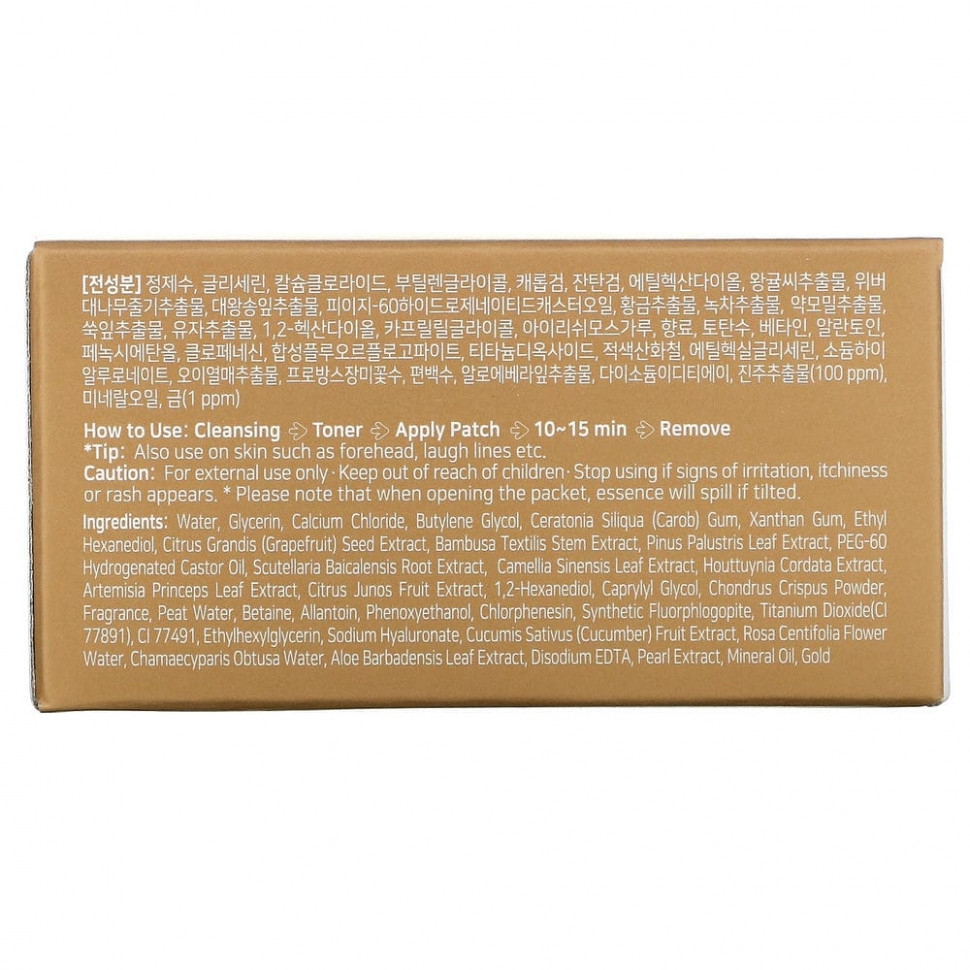 [전성분] 정제수, 글리세린, 칼슘클로라이드, 부틸렌글라이콜, 캐롭검, 잔탄검, 에틸헥산다이올, 왕귤씨추출물, 위버
대나무줄기추출물, 대왕송잎추출물, 피이지-60하이드로제네이티드캐스터오일, 황금추출물, 녹차추출물, 약모밀추출물,
쑥잎추출물, 유자추출물, 1,2-헥산다이올, 카프릴릴글라이콜, 아이리쉬모스가루, 향료, 토탄수, 베타인, 알란토인,
페녹시에탄올, 클로페네신, 합성플루오르플로고파이트, 티타늄디옥사이드, 적색산화철, 에틸헥실글리세린, 소듐하이
알루로네이트, 오이열매추출물, 프로방스장미꽃수, 편백수, 알로에베라잎추출물, 다이소듐이디티에이, 진주추출물(100 ppm),
미네랄오일, 금(1 ppm)
How to Use: Cleansing ➩ Toner ➩ Apply Patch ➩ 10~15 min ➩ Remove
*Tip: Also use on skin such as forehead, laugh lines etc.
Caution: For external use only · Keep out of reach of children · Stop using if signs of irritation, itchiness
or rash appears. * Please note that when opening the packet, essence will spill if tilted.
Ingredients: Water, Glycerin, Calcium Chloride, Butylene Glycol, Ceratonia Siliqua (Carob) Gum, Xanthan Gum, Ethyl
Hexanediol, Citrus Grandis (Grapefruit) Seed Extract, Bambusa Textilis Stem Extract, Pinus Palustris Leaf Extract, PEG-60
Hydrogenated Castor Oil, Scutellaria Baicalensis Root Extract, Camellia Sinensis Leaf Extract, Houttuynia Cordata Extract,
Artemisia Princeps Leaf Extract, Citrus Junos Fruit Extract, 1,2-Hexanediol, Caprylyl Glycol, Chondrus Crispus Powder,
Fragrance, Peat Water, Betaine, Allantoin, Phenoxyethanol, Chlorphenesin, Synthetic Fluorphlogopite, Titanium Dioxide(CI
77891), CI 77491, Ethylhexylglycerin, Sodium Hyaluronate, Cucumis Sativus (Cucumber) Fruit Extract, Rosa Centifolia Flower
Water, Chamaecyparis Obtusa Water, Aloe Barbadensis Leaf Extract, Disodium EDTA, Pearl Extract, Mineral Oil, Gold